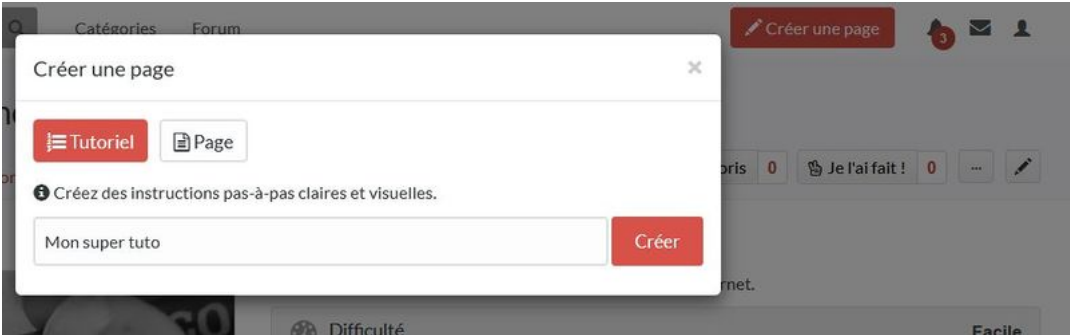 Catégories Forum Créer une page 3
Créer une page ×
Tutoriel Page
oris 0 Je l'ai fait ! 0 ...
Créez des instructions pas-à-pas claires et visuelles.
Mon super tuto Créer
rnet.
Difficulté Facile